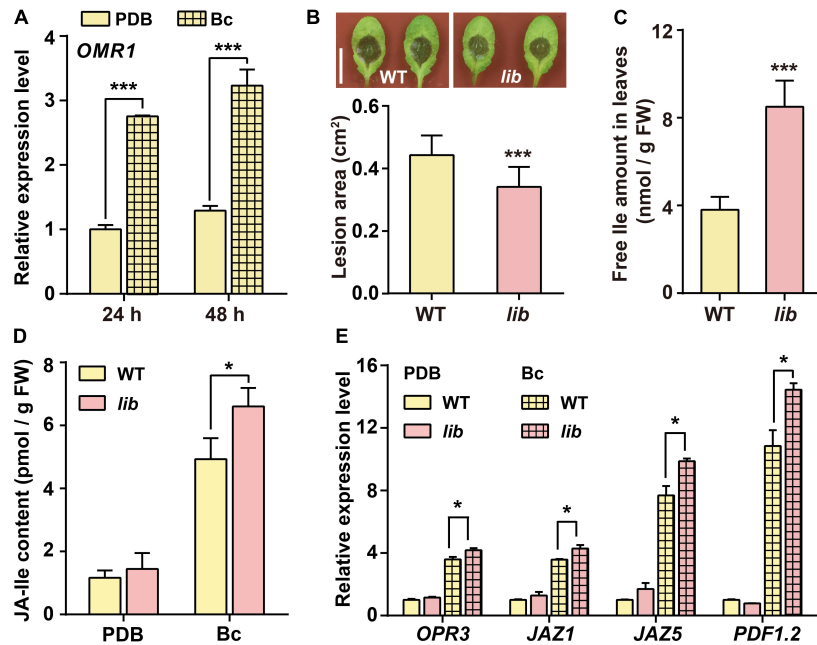 A
PDB Bc
OMR1
Relative expression level
4
3
2
1
0
***
***
24 h 48 h
B
WT lib
Lesion area (cm²)
0.6
0.4
0.2
0.0
***
WT lib
C
Free Ile amount in leaves
(nmol / g FW)
12
8
4
0
***
WT lib
D
JA-Ile content (pmol / g FW)
8
6
4
2
0
WT
lib
*
PDB Bc
E
Relative expression level
16
12
8
4
0
PDB Bc
WT WT
lib lib
*
*
*
*
OPR3 JAZ1 JAZ5 PDF1.2